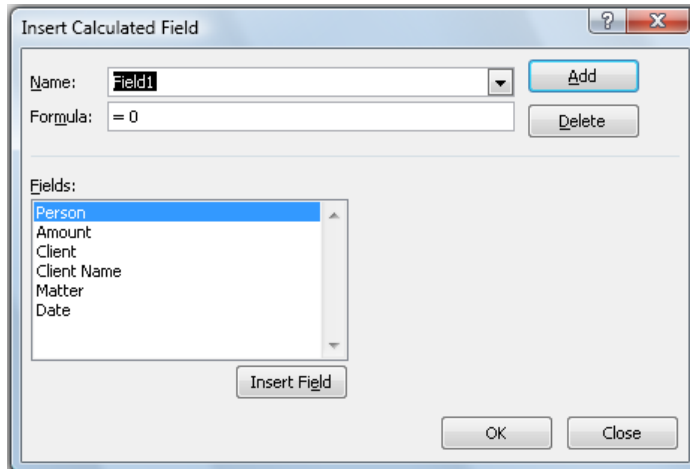 Insert Calculated Field
Name: Field1 Add
Formula: = 0 Delete
Fields:
Person
Amount
Client
Client Name
Matter
Date
Insert Field
OK Close